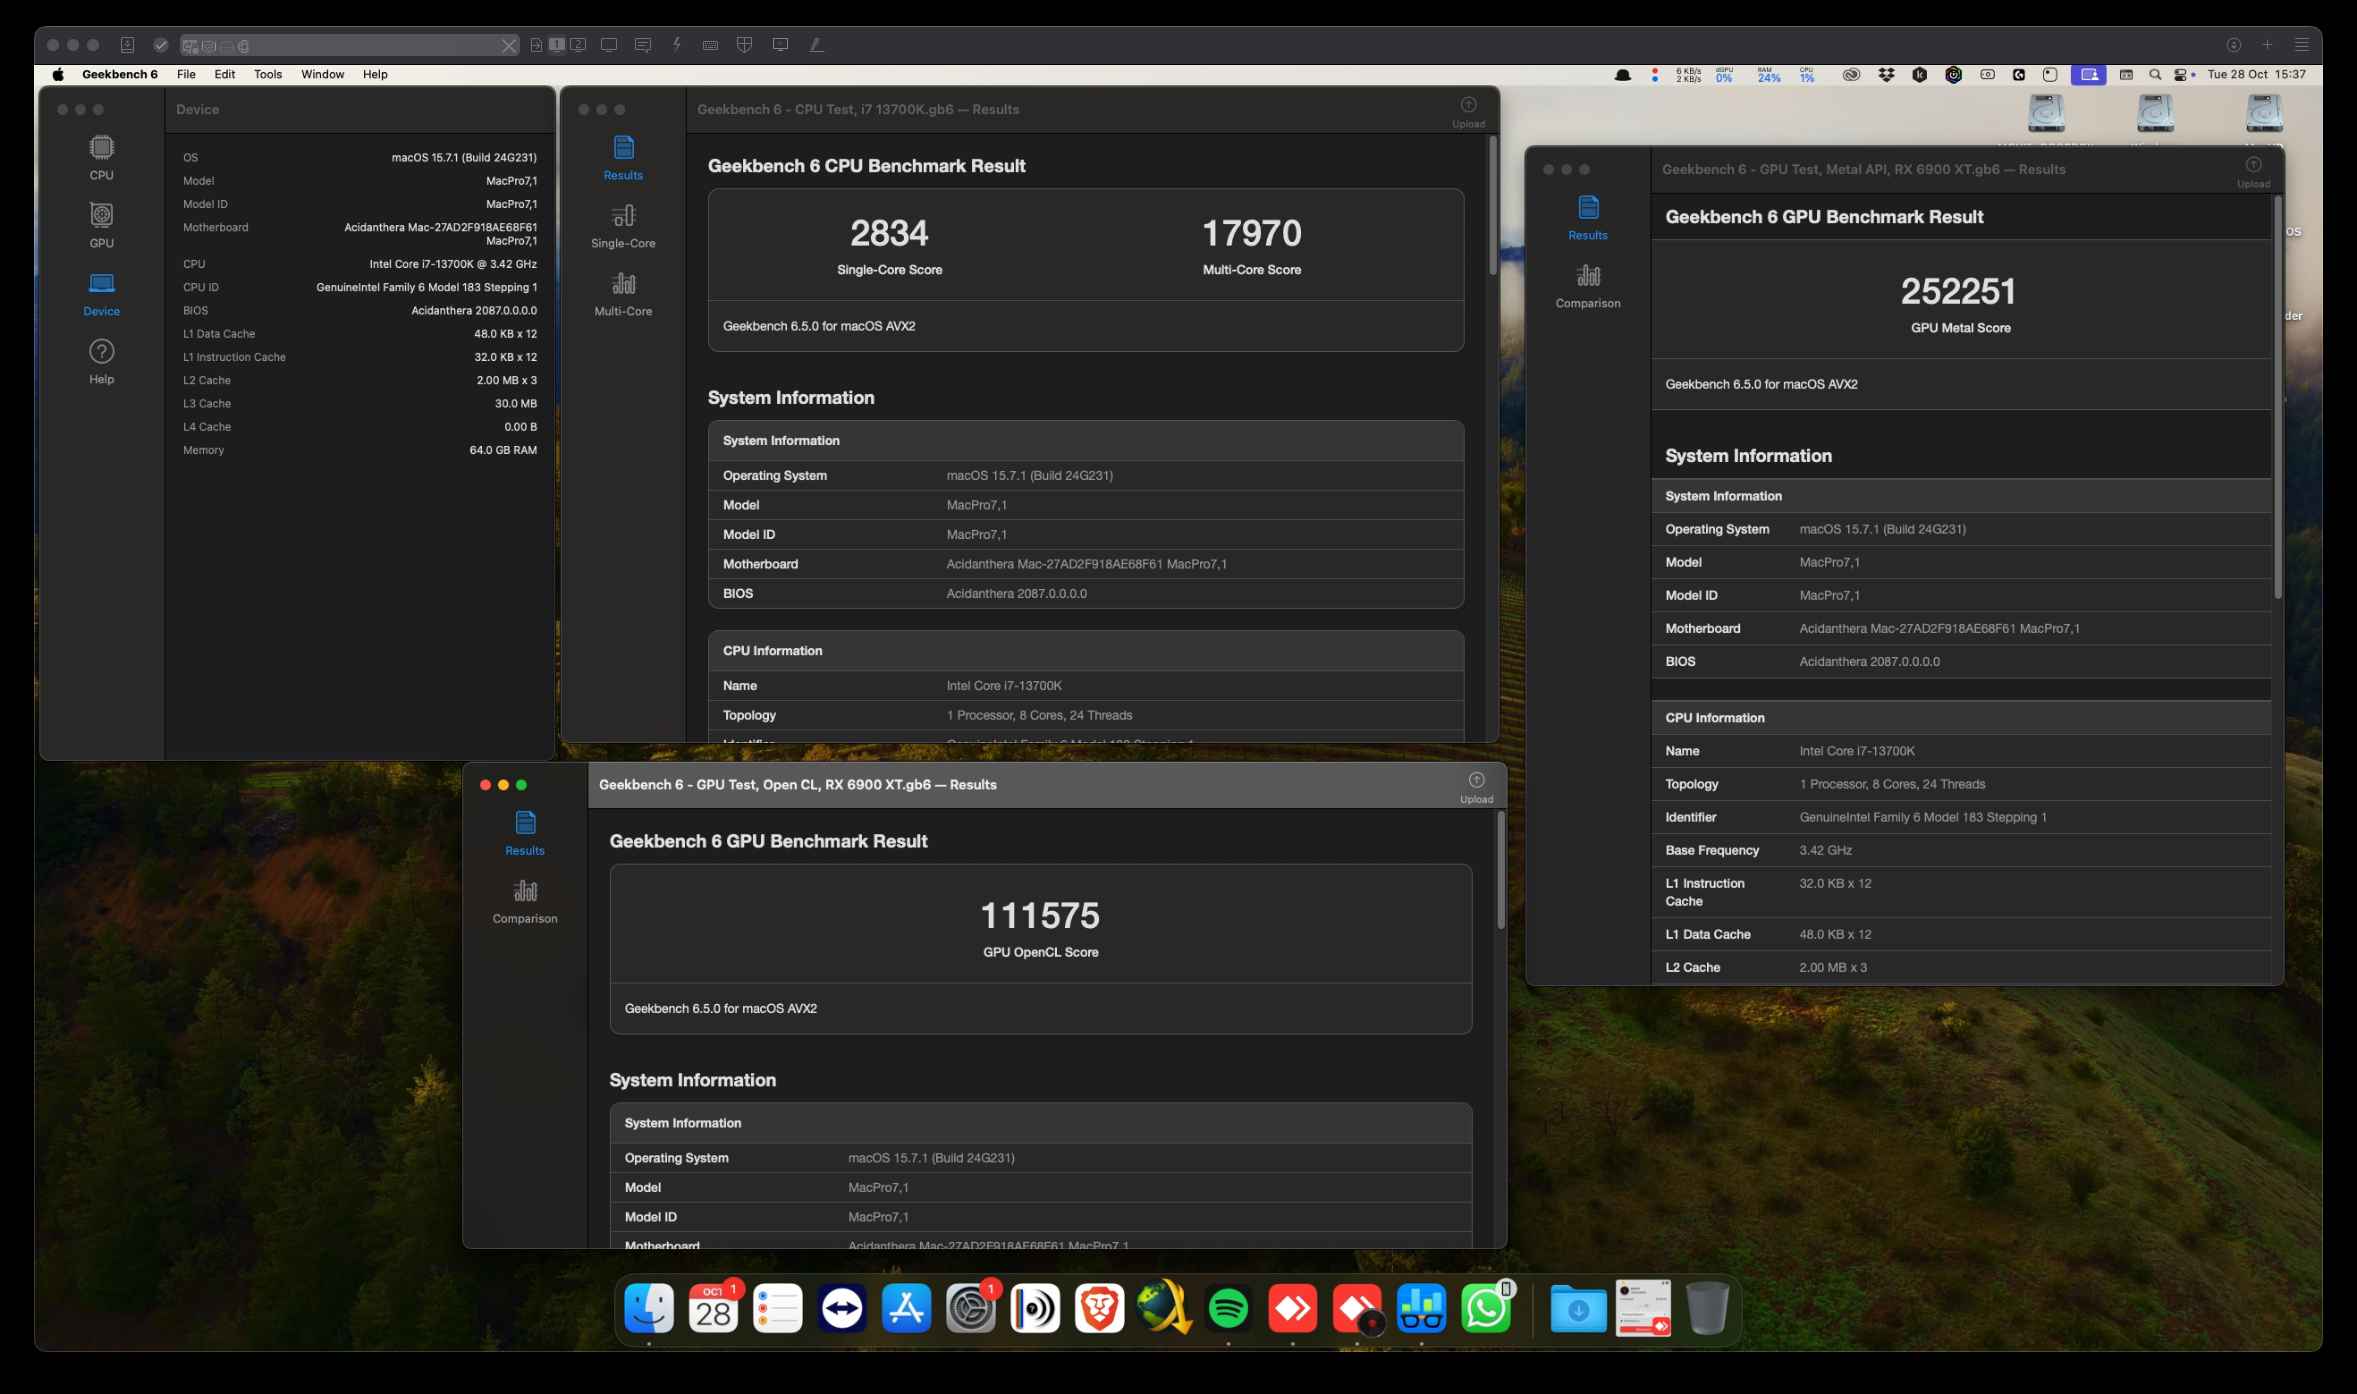 1 2
Geekbench 6 File Edit Tools Window Help
6 KB/s
2 KB/s
0%
RAM
24%
CPU
1%
Tue 28 Oct 15:37
Device
CPU
GPU
Device
Help
OS macOS 15.7.1 (Build 24G231)
Model MacPro7,1
Model ID MacPro7,1
Motherboard Acidanthera Mac-27AD2F918AE68F61
MacPro7,1
CPU Intel Core i7-13700K @ 3.42 GHz
CPU ID GenuineIntel Family 6 Model 183 Stepping 1
BIOS Acidanthera 2087.0.0.0.0
L1 Data Cache 48.0 KB x 12
L1 Instruction Cache 32.0 KB x 12
L2 Cache 2.00 MB x 3
L3 Cache 30.0 MB
L4 Cache 0.00 B
Memory 64.0 GB RAM
Geekbench 6 - CPU Test, i7 13700K.gb6 — Results
Upload
Results
Single-Core
Multi-Core
Geekbench 6 CPU Benchmark Result
2834 17970
Single-Core Score Multi-Core Score
Geekbench 6.5.0 for macOS AVX2
System Information
System Information
Operating System macOS 15.7.1 (Build 24G231)
Model MacPro7,1
Model ID MacPro7,1
Motherboard Acidanthera Mac-27AD2F918AE68F61 MacPro7,1
BIOS Acidanthera 2087.0.0.0.0
CPU Information
Name Intel Core i7-13700K
Topology 1 Processor, 8 Cores, 24 Threads
Identifier GenuineIntel Family 6 Model 183 Stepping 1
Geekbench 6 - GPU Test, Metal API, RX 6900 XT.gb6 — Results
Upload
Results
Comparison
Geekbench 6 GPU Benchmark Result
252251
GPU Metal Score
Geekbench 6.5.0 for macOS AVX2
System Information
System Information
Operating System macOS 15.7.1 (Build 24G231)
Model MacPro7,1
Model ID MacPro7,1
Motherboard Acidanthera Mac-27AD2F918AE68F61 MacPro7,1
BIOS Acidanthera 2087.0.0.0.0
CPU Information
Name Intel Core i7-13700K
Topology 1 Processor, 8 Cores, 24 Threads
Identifier GenuineIntel Family 6 Model 183 Stepping 1
Base Frequency 3.42 GHz
L1 Instruction
Cache 32.0 KB x 12
L1 Data Cache 48.0 KB x 12
L2 Cache 2.00 MB x 3
OS
der
Geekbench 6 - GPU Test, Open CL, RX 6900 XT.gb6 — Results
Upload
Results
Comparison
Geekbench 6 GPU Benchmark Result
111575
GPU OpenCL Score
Geekbench 6.5.0 for macOS AVX2
System Information
System Information
Operating System macOS 15.7.1 (Build 24G231)
Model MacPro7,1
Model ID MacPro7,1
Motherboard Acidanthera Mac-27AD2F918AE68F61 MacPro7,1
OCT 1
28
1